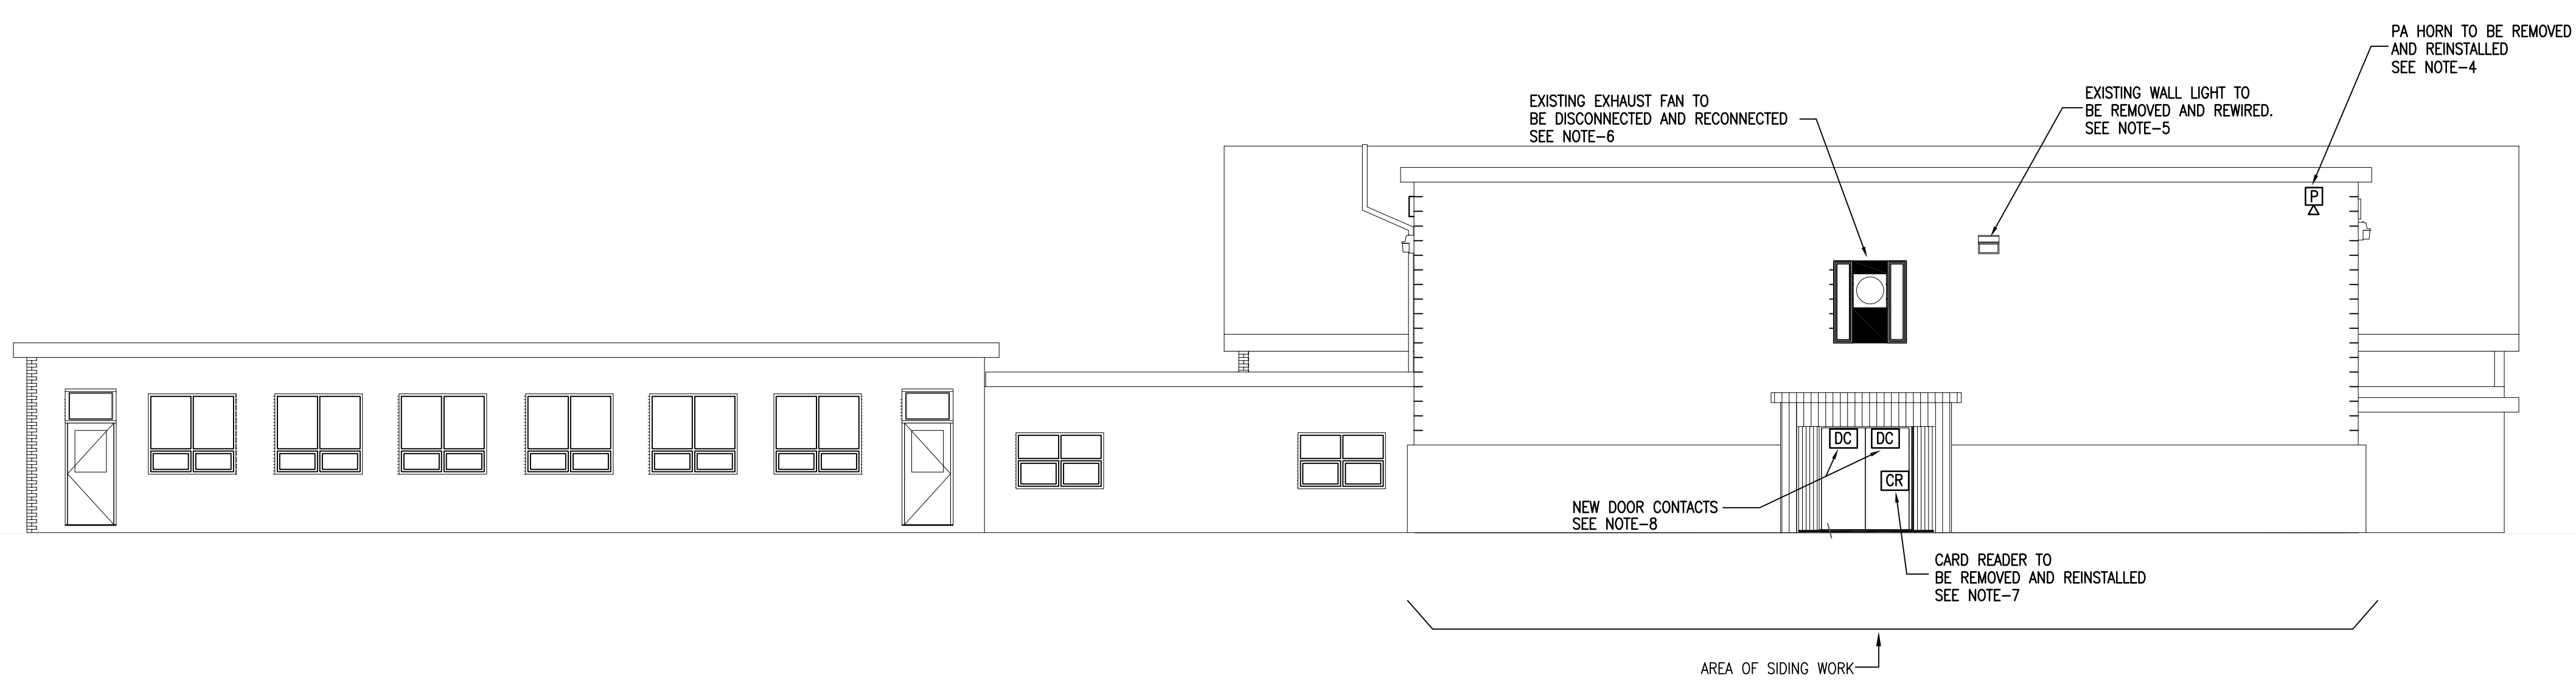 PA HORN TO BE REMOVED
AND REINSTALLED
SEE NOTE-4
EXISTING WALL LIGHT TO
BE REMOVED AND REWIRED.
SEE NOTE-5
EXISTING EXHAUST FAN TO
BE DISCONNECTED AND RECONNECTED
SEE NOTE-6
P
DC DC
CR
NEW DOOR CONTACTS
SEE NOTE-8
CARD READER TO
BE REMOVED AND REINSTALLED
SEE NOTE-7
AREA OF SIDING WORK